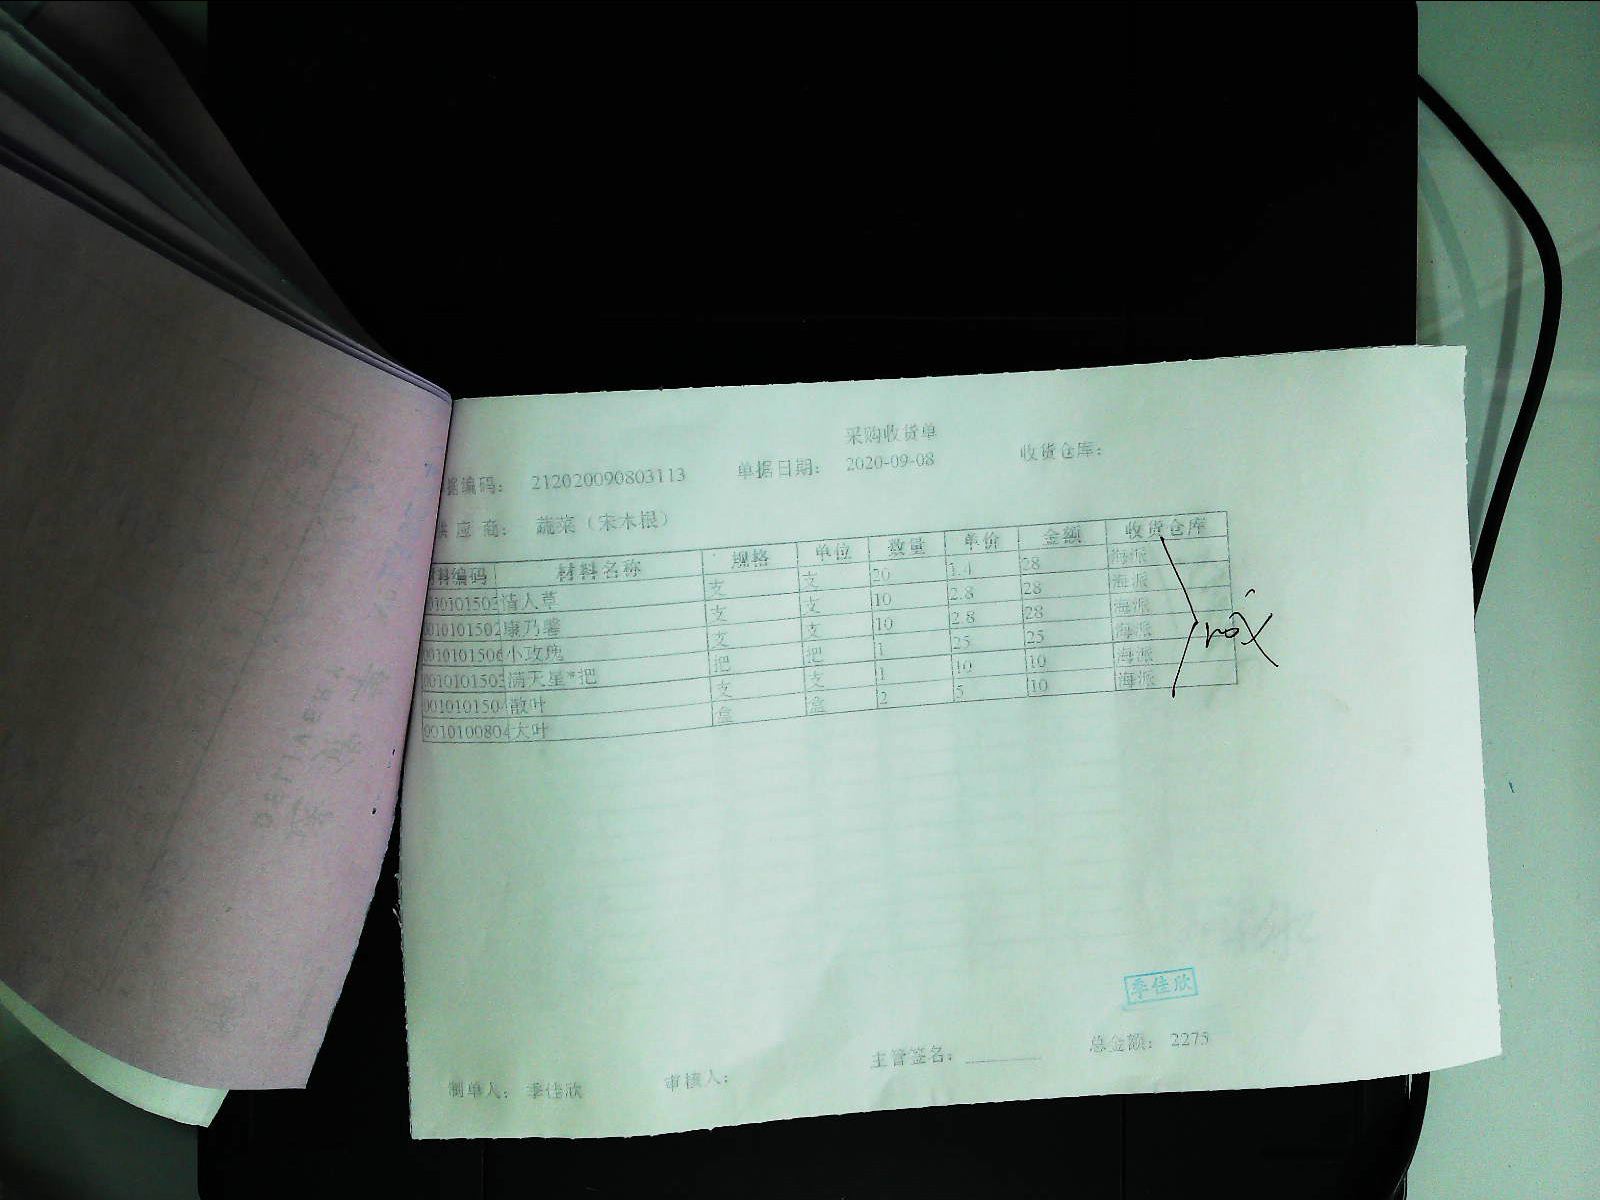 采购收货单
据编码： 212020090803113 单据日期： 2020-09-08 收货仓库：
供应商： 蔬菜（宋木根）
材料编码 材料名称 规格 单位 数量 单价 金额 收货仓库
0010101503 情人草 支 支 20 1.4 28 海派
0010101502 康乃馨 支 支 10 2.8 28 海派
0010101506 小玫瑰 支 支 10 2.8 28 海派
0010101503 满天星*把 把 把 1 25 25 海派
001010150 散叶 支 支 1 10 10 海派
0010100804 大叶 盒 盒 2 5 10 海派
季佳欣
制单人： 季佳欣 审核人： 主管签名： 总金额： 2275